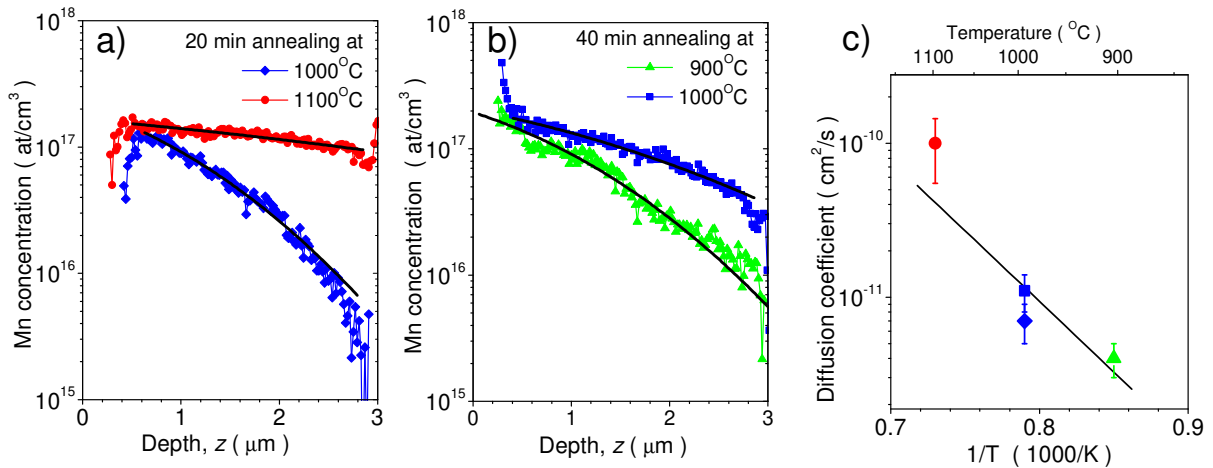 a)
20 min annealing at
1000°C
1100°C
10^18
10^17
10^16
10^15
Mn concentration ( at/cm^3 )
0 1 2 3
Depth, z ( μm )
b)
40 min annealing at
900°C
1000°C
10^18
10^17
10^16
10^15
Mn concentration ( at/cm^3 )
0 1 2 3
Depth, z ( μm )
c)
Temperature ( °C )
1100 1000 900
10^-10
10^-11
Diffusion coefficient ( cm^2/s )
0.7 0.8 0.9
1/T ( 1000/K )